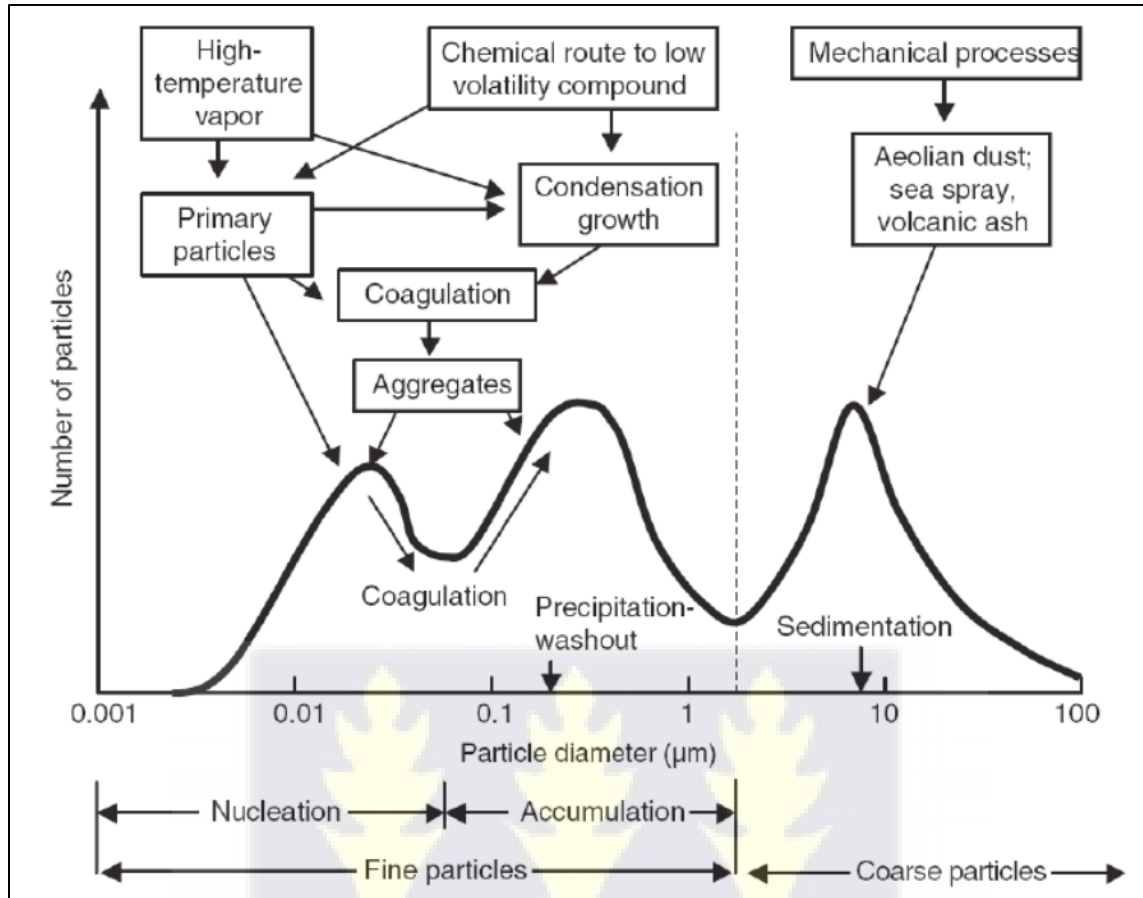 High-
temperature
vapor
Chemical route to low
volatility compound
Mechanical processes
Primary
particles
Condensation
growth
Aeolian dust;
sea spray,
volcanic ash
Coagulation
Aggregates
Number of particles
Coagulation
Precipitation-
washout
Sedimentation
0.001 0.01 0.1 1 10 100
Particle diameter (μm)
Nucleation Accumulation
Fine particles Coarse particles